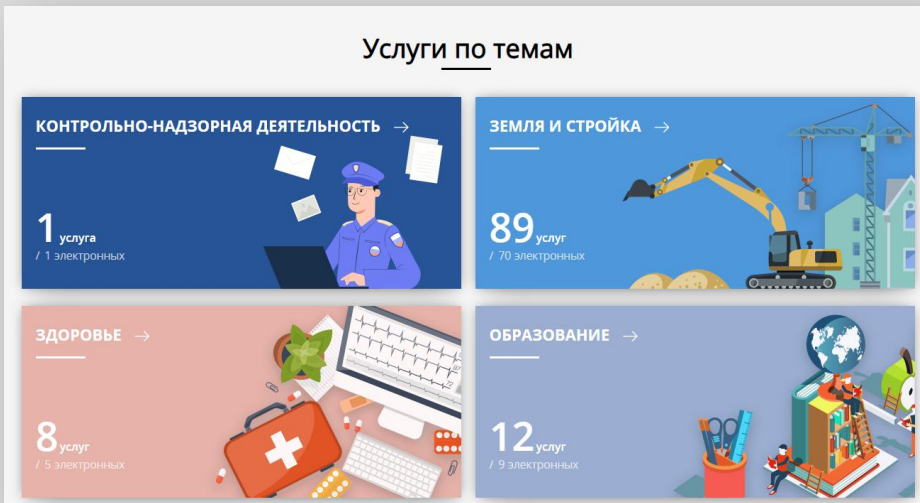 Услуги по темам
КОНТРОЛЬНО-НАДЗОРНАЯ ДЕЯТЕЛЬНОСТЬ →
1 услуга
/ 1 электронных
ЗЕМЛЯ И СТРОЙКА →
89 услуг
/ 70 электронных
ЗДОРОВЬЕ →
8 услуг
/ 5 электронных
ОБРАЗОВАНИЕ →
12 услуг
/ 9 электронных